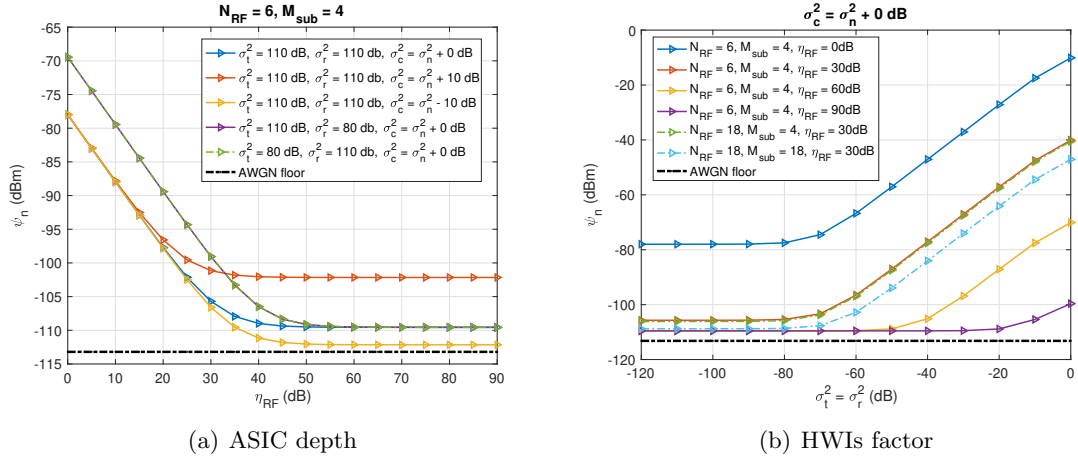 N_RF = 6, M_sub = 4
ψ_n (dBm)
-65
-70
-75
-80
-85
-90
-95
-100
-105
-110
-115
σ_t^2 = 110 dB, σ_r^2 = 110 db, σ_c^2 = σ_n^2 + 0 dB
σ_t^2 = 110 dB, σ_r^2 = 110 db, σ_c^2 = σ_n^2 + 10 dB
σ_t^2 = 110 dB, σ_r^2 = 110 db, σ_c^2 = σ_n^2 - 10 dB
σ_t^2 = 110 dB, σ_r^2 = 80 db, σ_c^2 = σ_n^2 + 0 dB
σ_t^2 = 80 dB, σ_r^2 = 110 db, σ_c^2 = σ_n^2 + 0 dB
AWGN floor
0 10 20 30 40 50 60 70 80 90
η_RF (dB)
(a) ASIC depth
σ_c^2 = σ_n^2 + 0 dB
ψ_n (dBm)
0
-20
-40
-60
-80
-100
-120
N_RF = 6, M_sub = 4, η_RF = 0dB
N_RF = 6, M_sub = 4, η_RF = 30dB
N_RF = 6, M_sub = 4, η_RF = 60dB
N_RF = 6, M_sub = 4, η_RF = 90dB
N_RF = 18, M_sub = 4, η_RF = 30dB
N_RF = 18, M_sub = 18, η_RF = 30dB
AWGN floor
-120 -100 -80 -60 -40 -20 0
σ_t^2 = σ_r^2 (dB)
(b) HWIs factor